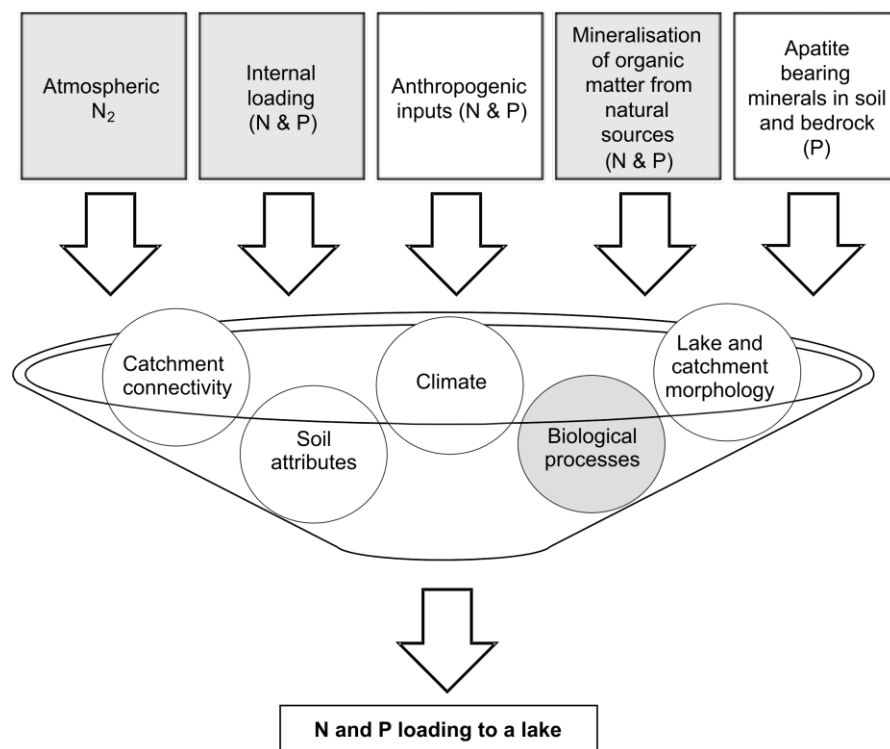 Atmospheric
N₂
Internal
loading
(N & P)
Anthropogenic
inputs (N & P)
Mineralisation
of organic
matter from
natural
sources
(N & P)
Apatite
bearing
minerals in soil
and bedrock
(P)
Catchment
connectivity
Soil
attributes
Climate
Biological
processes
Lake and
catchment
morphology
N and P loading to a lake